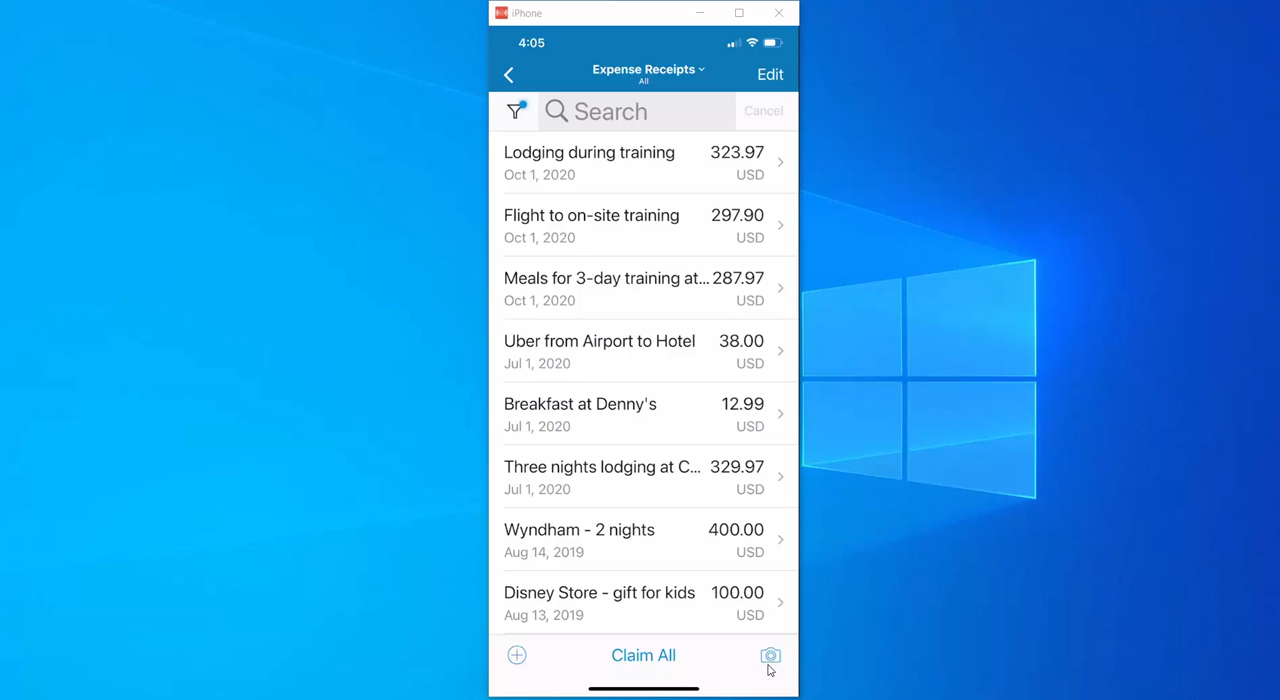 iPhone
4:05
Expense Receipts
All
Edit
Search
Cancel
Lodging during training 323.97
Oct 1, 2020 USD
Flight to on-site training 297.90
Oct 1, 2020 USD
Meals for 3-day training at... 287.97
Oct 1, 2020 USD
Uber from Airport to Hotel 38.00
Jul 1, 2020 USD
Breakfast at Denny's 12.99
Jul 1, 2020 USD
Three nights lodging at C... 329.97
Jul 1, 2020 USD
Wyndham - 2 nights 400.00
Aug 14, 2019 USD
Disney Store - gift for kids 100.00
Aug 13, 2019 USD
Claim All